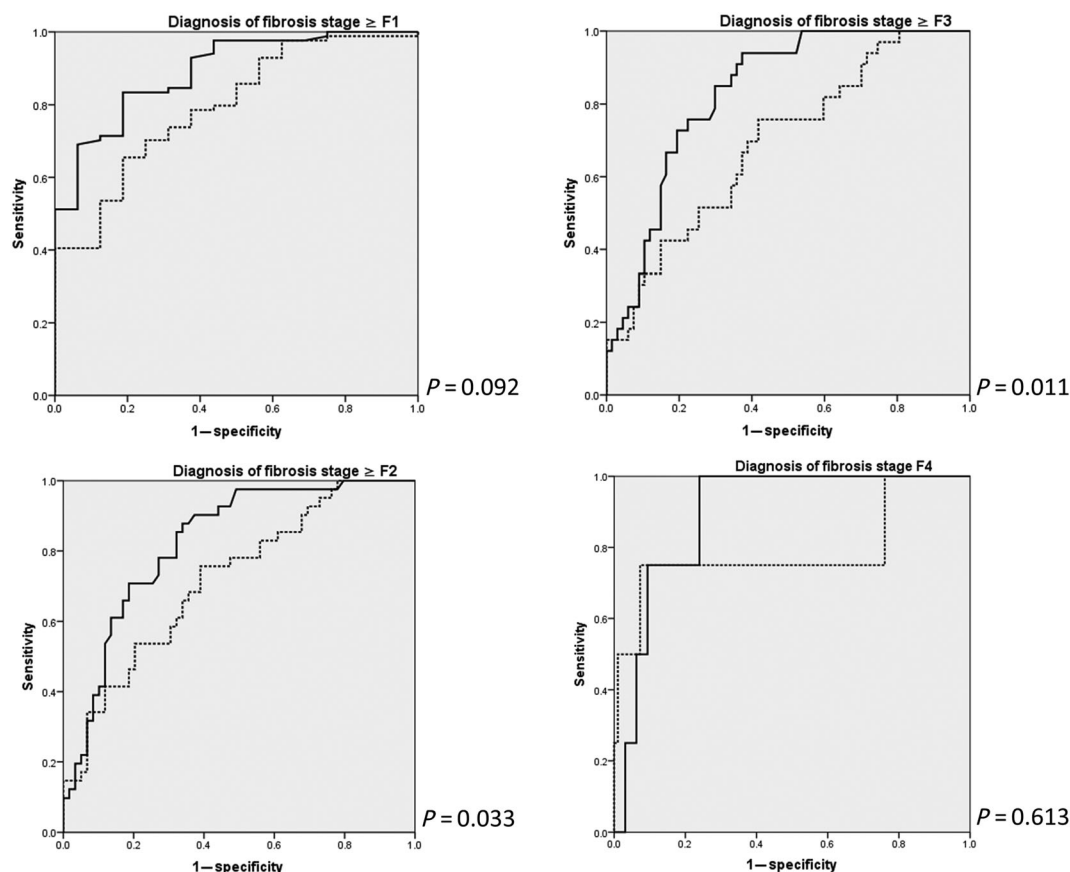 Diagnosis of fibrosis stage ≥ F1
Sensitivity
1.0
0.8
0.6
0.4
0.2
0.0
0.0 0.2 0.4 0.6 0.8 1.0
1—specificity
P = 0.092
Diagnosis of fibrosis stage ≥ F3
Sensitivity
1.0
0.8
0.6
0.4
0.2
0.0
0.0 0.2 0.4 0.6 0.8 1.0
1—specificity
P = 0.011
Diagnosis of fibrosis stage ≥ F2
Sensitivity
1.0
0.8
0.6
0.4
0.2
0.0
0.0 0.2 0.4 0.6 0.8 1.0
1—specificity
P = 0.033
Diagnosis of fibrosis stage F4
Sensitivity
1.0
0.8
0.6
0.4
0.2
0.0
0.0 0.2 0.4 0.6 0.8 1.0
1—specificity
P = 0.613